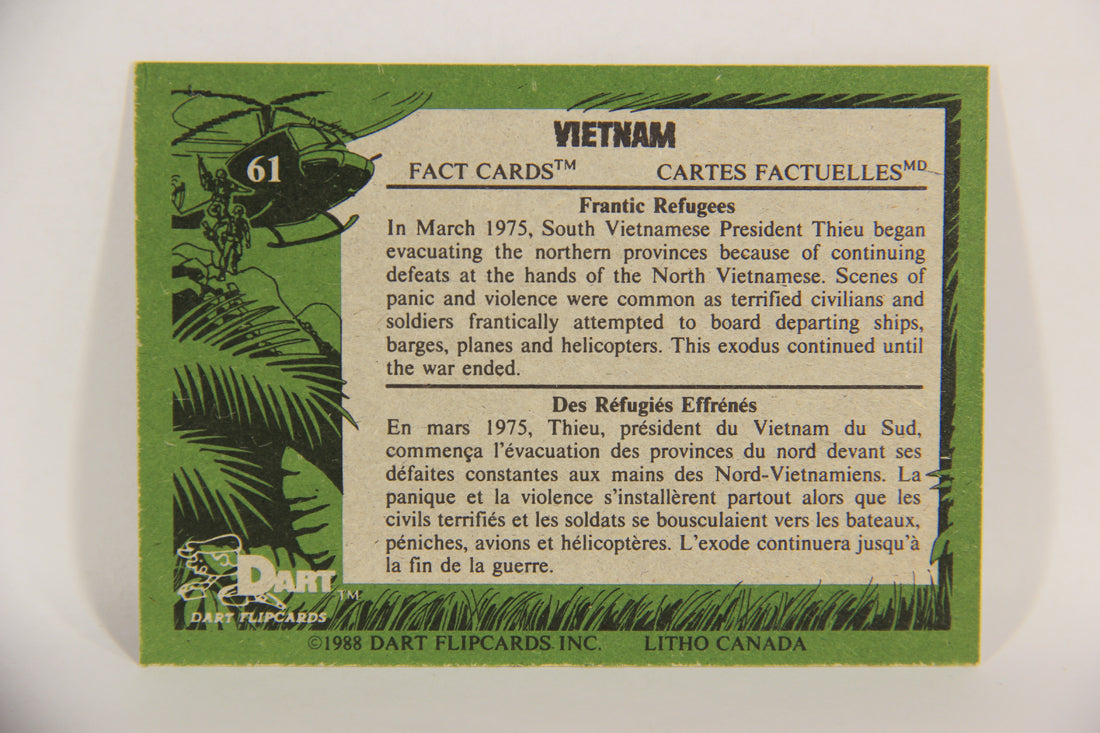 61
VIETNAM
FACT CARDS™ CARTES FACTUELLES MD
Frantic Refugees
In March 1975, South Vietnamese President Thieu began
evacuating the northern provinces because of continuing
defeats at the hands of the North Vietnamese. Scenes of
panic and violence were common as terrified civilians and
soldiers frantically attempted to board departing ships,
barges, planes and helicopters. This exodus continued until
the war ended.
Des Réfugiés Effrénés
En mars 1975, Thieu, président du Vietnam du Sud,
commença l'évacuation des provinces du nord devant ses
défaites constantes aux mains des Nord-Vietnamiens. La
panique et la violence s'installèrent partout alors que les
civils terrifiés et les soldats se bousculaient vers les bateaux,
péniches, avions et hélicoptères. L'exode continuera jusqu'à
la fin de la guerre.
DART™
DART FLIPCARDS
©1988 DART FLIPCARDS INC. LITHO CANADA